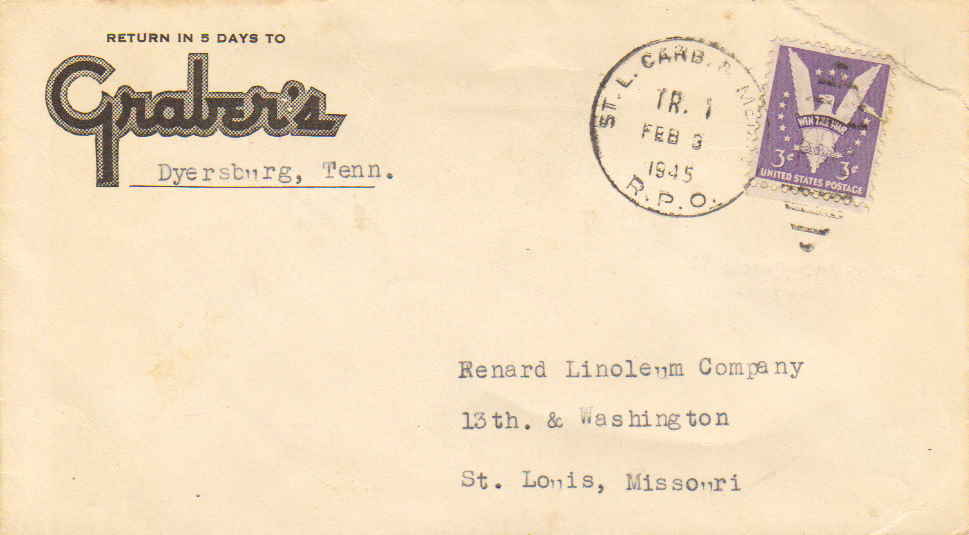 RETURN IN 5 DAYS TO
Graber's
Dyersburg, Tenn.
ST. L. CARB. &
TR. 1
FEB 3
1945
R.P.O.
WIN THE WAR
3¢ 3¢
UNITED STATES POSTAGE
Renard Linoleum Company
13th. & Washington
St. Louis, Missouri